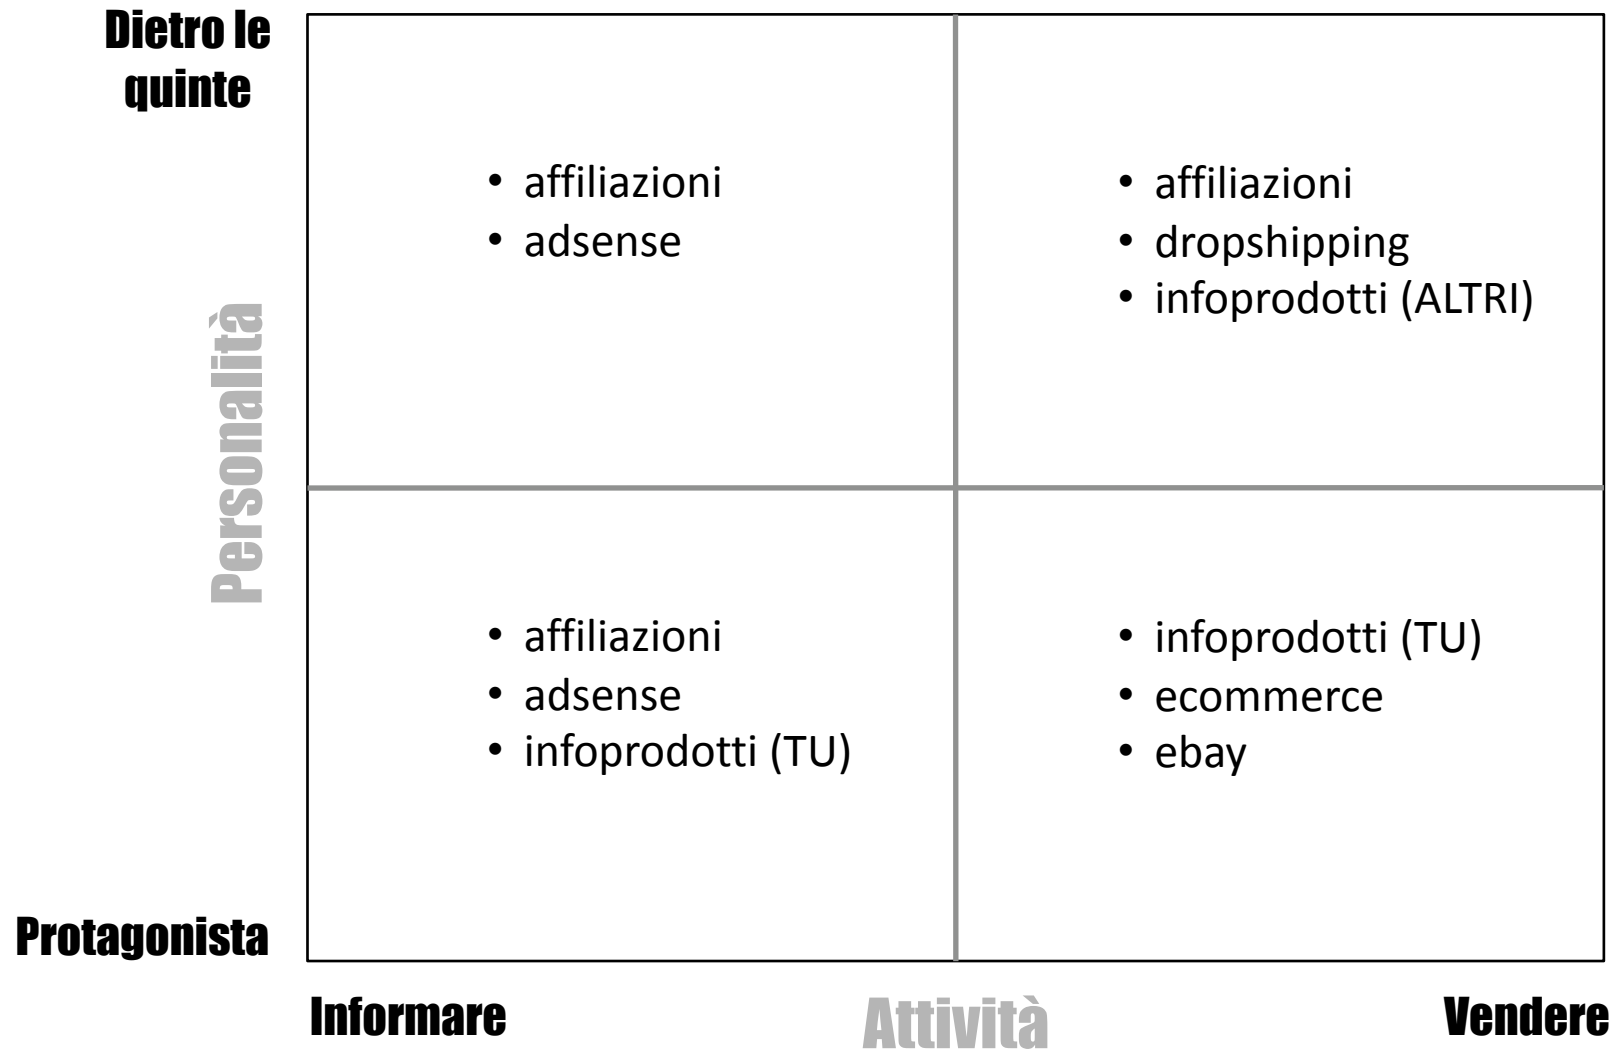 Dietro le
quinte
• affiliazioni
• adsense
• affiliazioni
• dropshipping
• infoprodotti (ALTRI)
Personalità
• affiliazioni
• adsense
• infoprodotti (TU)
• infoprodotti (TU)
• ecommerce
• ebay
Protagonista
Informare
Attività
Vendere